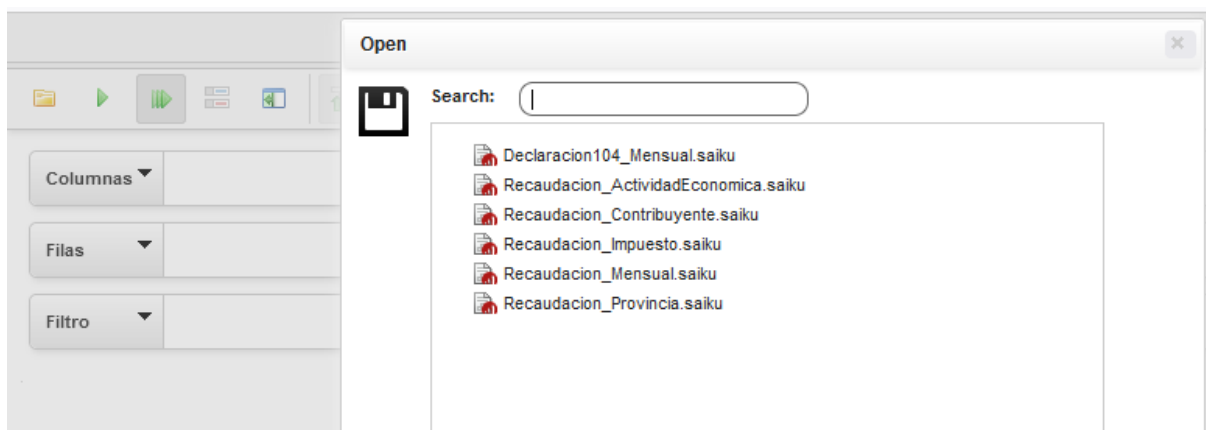 Open
Search:
Columnas
Filas
Filtro
Declaracion104_Mensual.saiku
Recaudacion_ActividadEconomica.saiku
Recaudacion_Contribuyente.saiku
Recaudacion_Impuesto.saiku
Recaudacion_Mensual.saiku
Recaudacion_Provincia.saiku